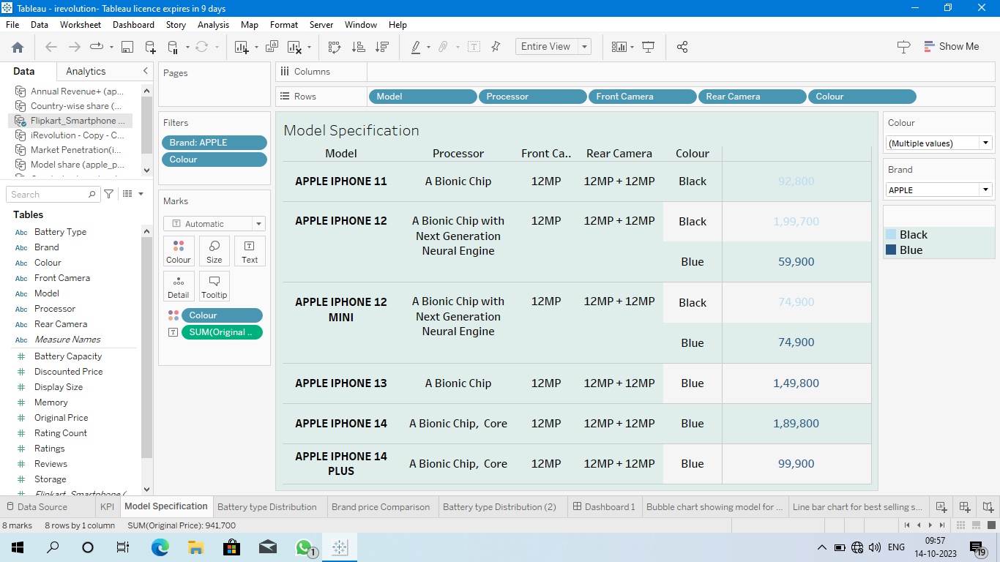 Tableau - irevolution- Tableau licence expires in 9 days
File Data Worksheet Dashboard Story Analysis Map Format Server Window Help
Entire View
Show Me
Data Analytics
Annual Revenue+ (ap...
Country-wise share (...
Flipkart_Smartphone ...
iRevolution - Copy - C...
Market Penetration(i...
Model share (apple_p...
Search
Tables
Abc Battery Type
Abc Brand
Abc Colour
Abc Front Camera
Abc Model
Abc Processor
Abc Rear Camera
Abc Measure Names
# Battery Capacity
# Discounted Price
# Display Size
# Memory
# Original Price
# Rating Count
# Ratings
# Reviews
# Storage
# Flipkart_Smartphone (
Pages
Filters
Brand: APPLE
Colour
Marks
T Automatic
Colour Size Text
Detail Tooltip
Colour
T SUM(Original ..
Columns
Rows Model Processor Front Camera Rear Camera Colour
Model Specification
Model Processor Front Ca.. Rear Camera Colour
APPLE IPHONE 11 A Bionic Chip 12MP 12MP + 12MP Black 92,800
APPLE IPHONE 12 A Bionic Chip with 12MP 12MP + 12MP Black 1,99,700
Next Generation
Neural Engine
Blue 59,900
APPLE IPHONE 12 A Bionic Chip with 12MP 12MP + 12MP Black 74,900
MINI Next Generation
Neural Engine
Blue 74,900
APPLE IPHONE 13 A Bionic Chip 12MP 12MP + 12MP Blue 1,49,800
APPLE IPHONE 14 A Bionic Chip, Core 12MP 12MP + 12MP Blue 1,89,800
APPLE IPHONE 14 A Bionic Chip, Core 12MP 12MP + 12MP Blue 99,900
PLUS
Colour
(Multiple values)
Brand
APPLE
Black
Blue
Data Source KPI Model Specification Battery type Distribution Brand price Comparison Battery type Distribution (2) Dashboard 1 Bubble chart showing model for ... Line bar chart for best selling s...
8 marks 8 rows by 1 column SUM(Original Price): 941,700
1
ENG
09:57
14-10-2023
19